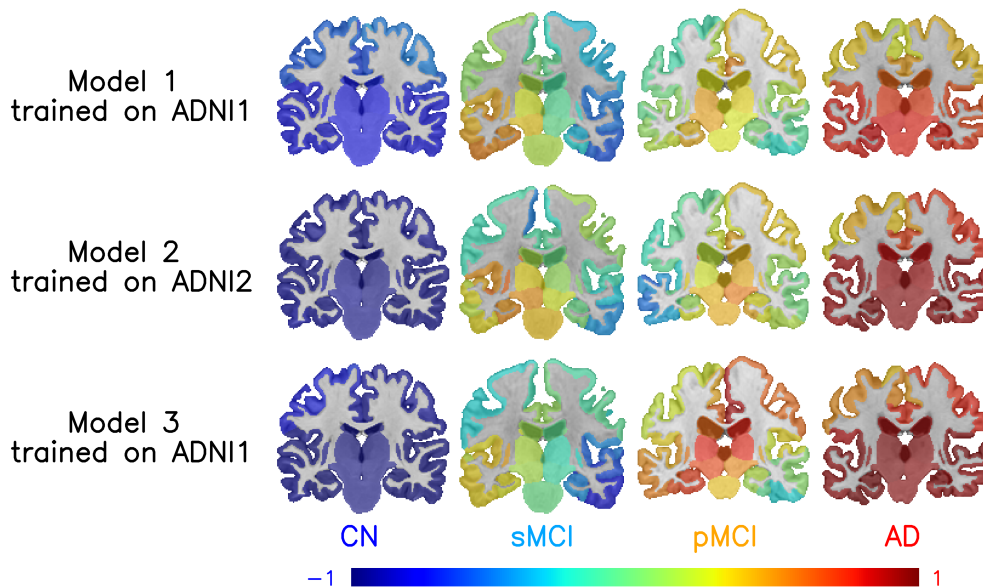 Model 1
trained on ADNI1
Model 2
trained on ADNI2
Model 3
trained on ADNI1
CN sMCI pMCI AD
−1 1